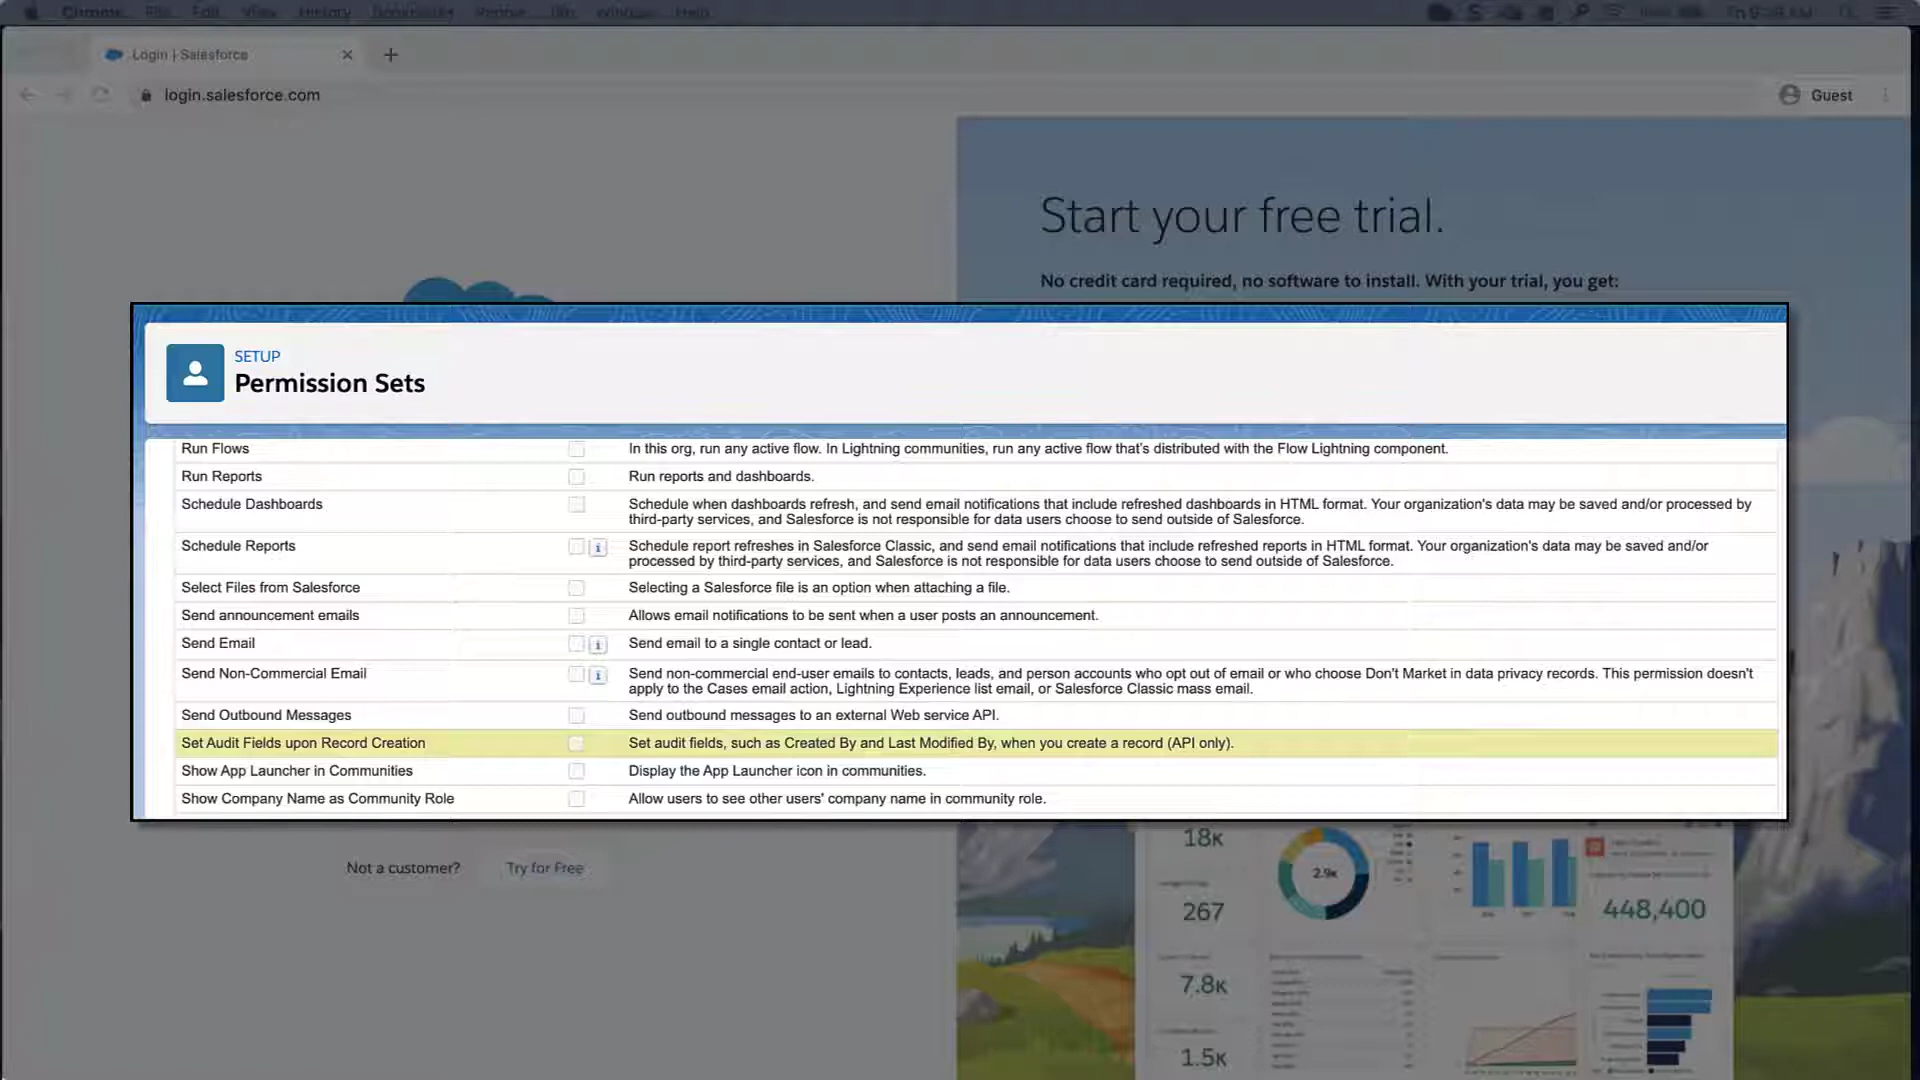 Chrome File Edit View History Bookmarks People Tab Window Help
Login | Salesforce
login.salesforce.com
Guest
Start your free trial.
No credit card required, no software to install. With your trial, you get:
SETUP
Permission Sets
Run Flows In this org, run any active flow. In Lightning communities, run any active flow that's distributed with the Flow Lightning component.
Run Reports Run reports and dashboards.
Schedule Dashboards Schedule when dashboards refresh, and send email notifications that include refreshed dashboards in HTML format. Your organization's data may be saved and/or processed by
third-party services, and Salesforce is not responsible for data users choose to send outside of Salesforce.
Schedule Reports Schedule report refreshes in Salesforce Classic, and send email notifications that include refreshed reports in HTML format. Your organization's data may be saved and/or
processed by third-party services, and Salesforce is not responsible for data users choose to send outside of Salesforce.
Select Files from Salesforce Selecting a Salesforce file is an option when attaching a file.
Send announcement emails Allows email notifications to be sent when a user posts an announcement.
Send Email Send email to a single contact or lead.
Send Non-Commercial Email Send non-commercial end-user emails to contacts, leads, and person accounts who opt out of email or who choose Don't Market in data privacy records. This permission doesn't
apply to the Cases email action, Lightning Experience list email, or Salesforce Classic mass email.
Send Outbound Messages Send outbound messages to an external Web service API.
Set Audit Fields upon Record Creation Set audit fields, such as Created By and Last Modified By, when you create a record (API only).
Show App Launcher in Communities Display the App Launcher icon in communities.
Show Company Name as Community Role Allow users to see other users' company name in community role.
Not a customer? Try for Free
18K
2.9K
267
448,400
7.8K
1.5K